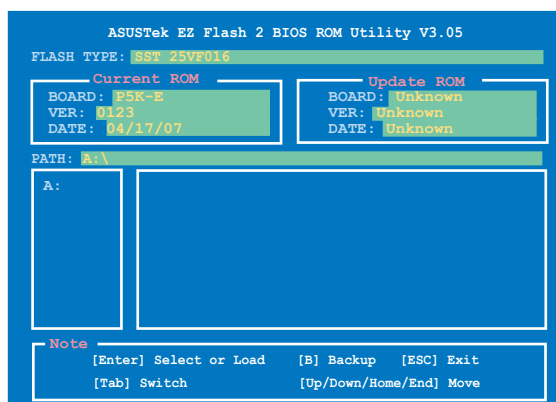 ASUSTek EZ Flash 2 BIOS ROM Utility V3.05
FLASH TYPE: SST 25VF016
Current ROM
BOARD: P5K-E
VER: 0123
DATE: 04/17/07
Update ROM
BOARD: Unknown
VER: Unknown
DATE: Unknown
PATH: A:\
A:
Note
[Enter] Select or Load [B] Backup [ESC] Exit
[Tab] Switch [Up/Down/Home/End] Move